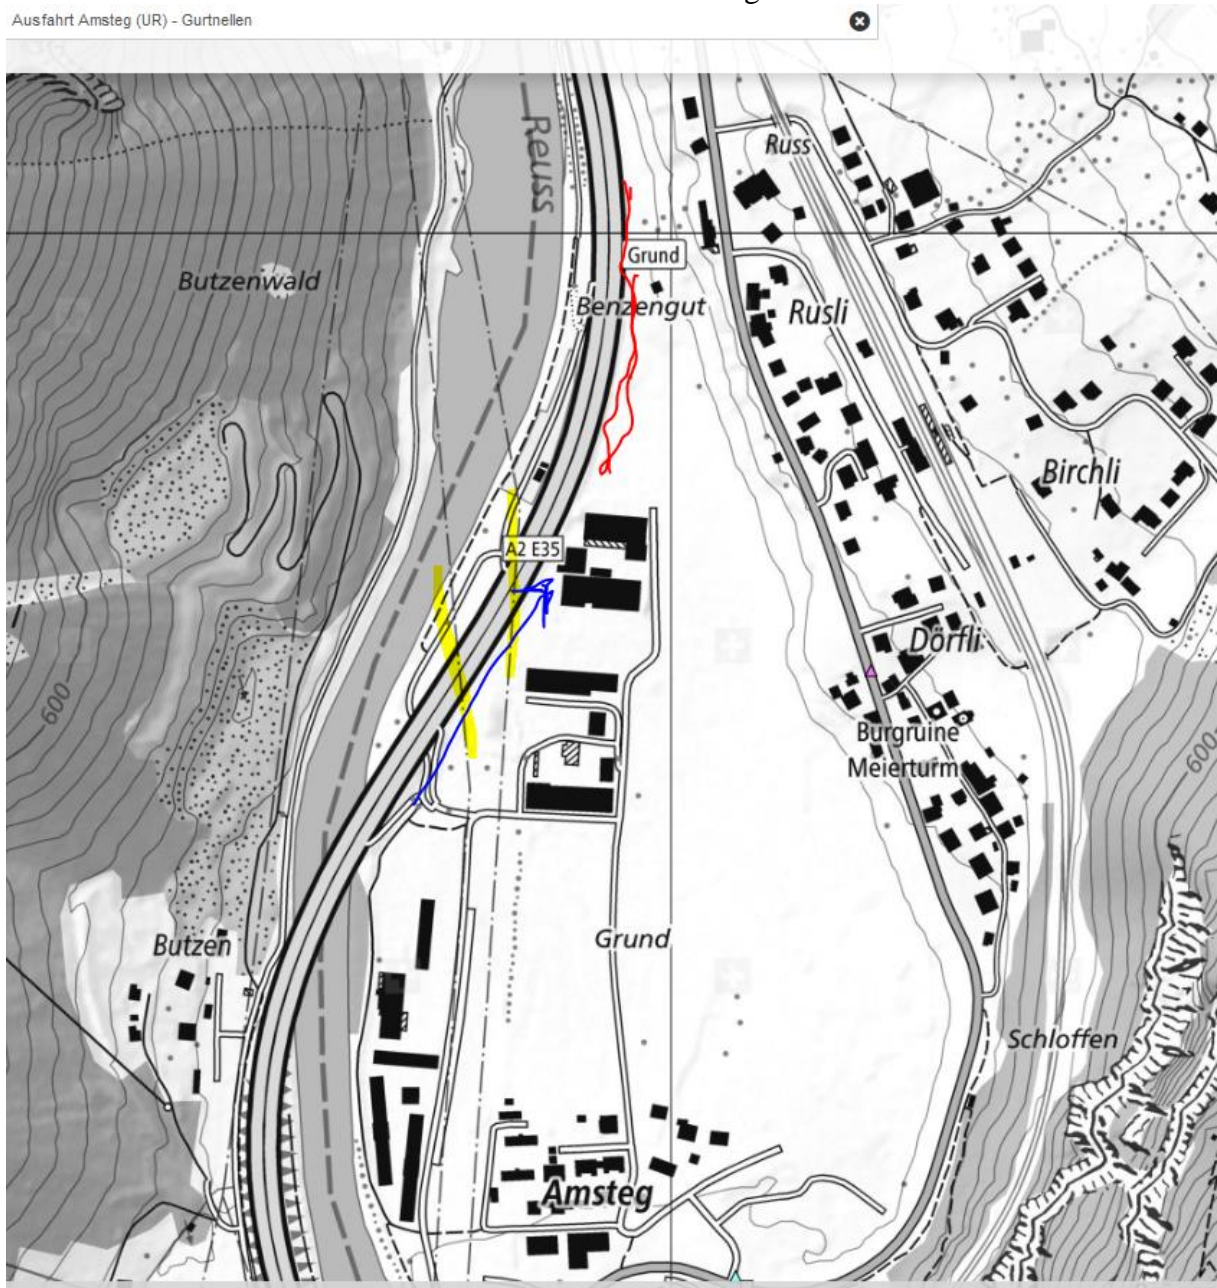 Ausfahrt Amsteg (UR) - Gurtnellen
Reuss
Russ
Butzenwald
Grund
Benzengut
Rusli
Birchli
A2 E35
Dörfli
600
Burgruine
Meierturm
600
Butzen
Grund
Schloffen
Amsteg